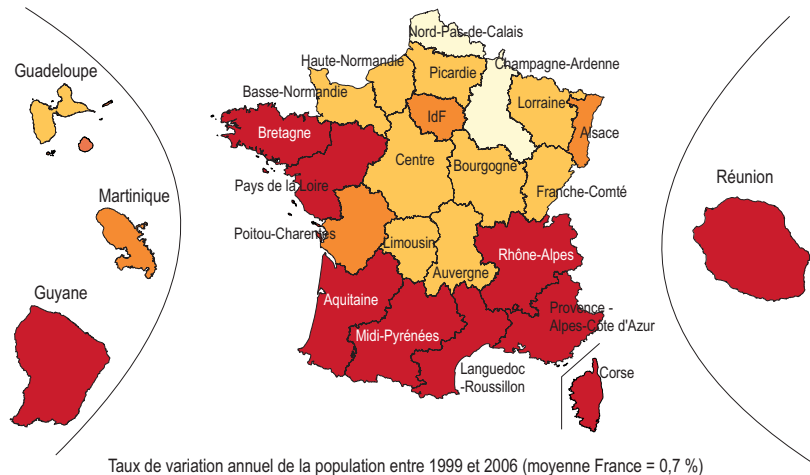 Nord-Pas-de-Calais
Haute-Normandie
Picardie
Champagne-Ardenne
Guadeloupe
Basse-Normandie
Lorraine
IdF
Bretagne
Alsace
Centre
Bourgogne
Pays de la Loire
Franche-Comté
Réunion
Martinique
Poitou-Charentes
Limousin
Rhône-Alpes
Auvergne
Guyane
Aquitaine
Provence -
Alpes-Côte d'Azur
Midi-Pyrénées
Languedoc
-Roussillon
Corse
Taux de variation annuel de la population entre 1999 et 2006 (moyenne France = 0,7 %)